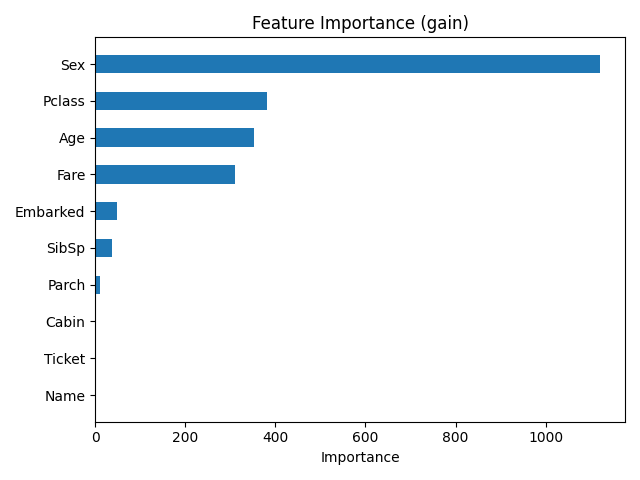 Feature Importance (gain)
Sex
Pclass
Age
Fare
Embarked
SibSp
Parch
Cabin
Ticket
Name
0 200 400 600 800 1000
Importance